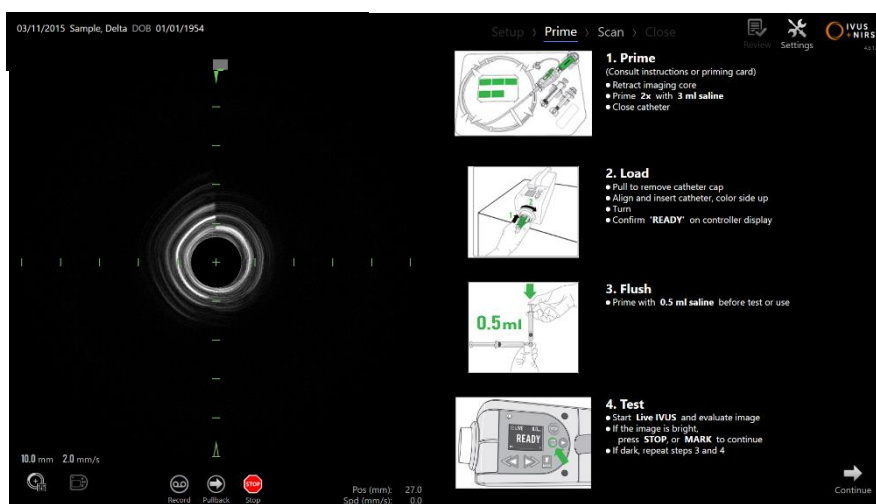 03/11/2015 Sample, Delta DOB 01/01/1954
Setup > Prime > Scan > Close
Review
Settings
IVUS
+NIRS
1. Prime
(Consult instructions or priming card)
• Retract imaging core
• Prime 2x with 3 ml saline
• Close catheter
2. Load
• Pull to remove catheter cap
• Align and insert catheter, color side up
• Turn
• Confirm 'READY' on controller display
3. Flush
• Prime with 0.5 ml saline before test or use
0.5ml
4. Test
• Start Live IVUS and evaluate image
• If the image is bright,
press STOP, or MARK to continue
• If dark, repeat steps 3 and 4
LIVE
READY
10.0 mm 2.0 mm/s
STOP
Record Pullback Stop
Pos (mm): 27.0
Spd (mm/s): 0.0
Continue